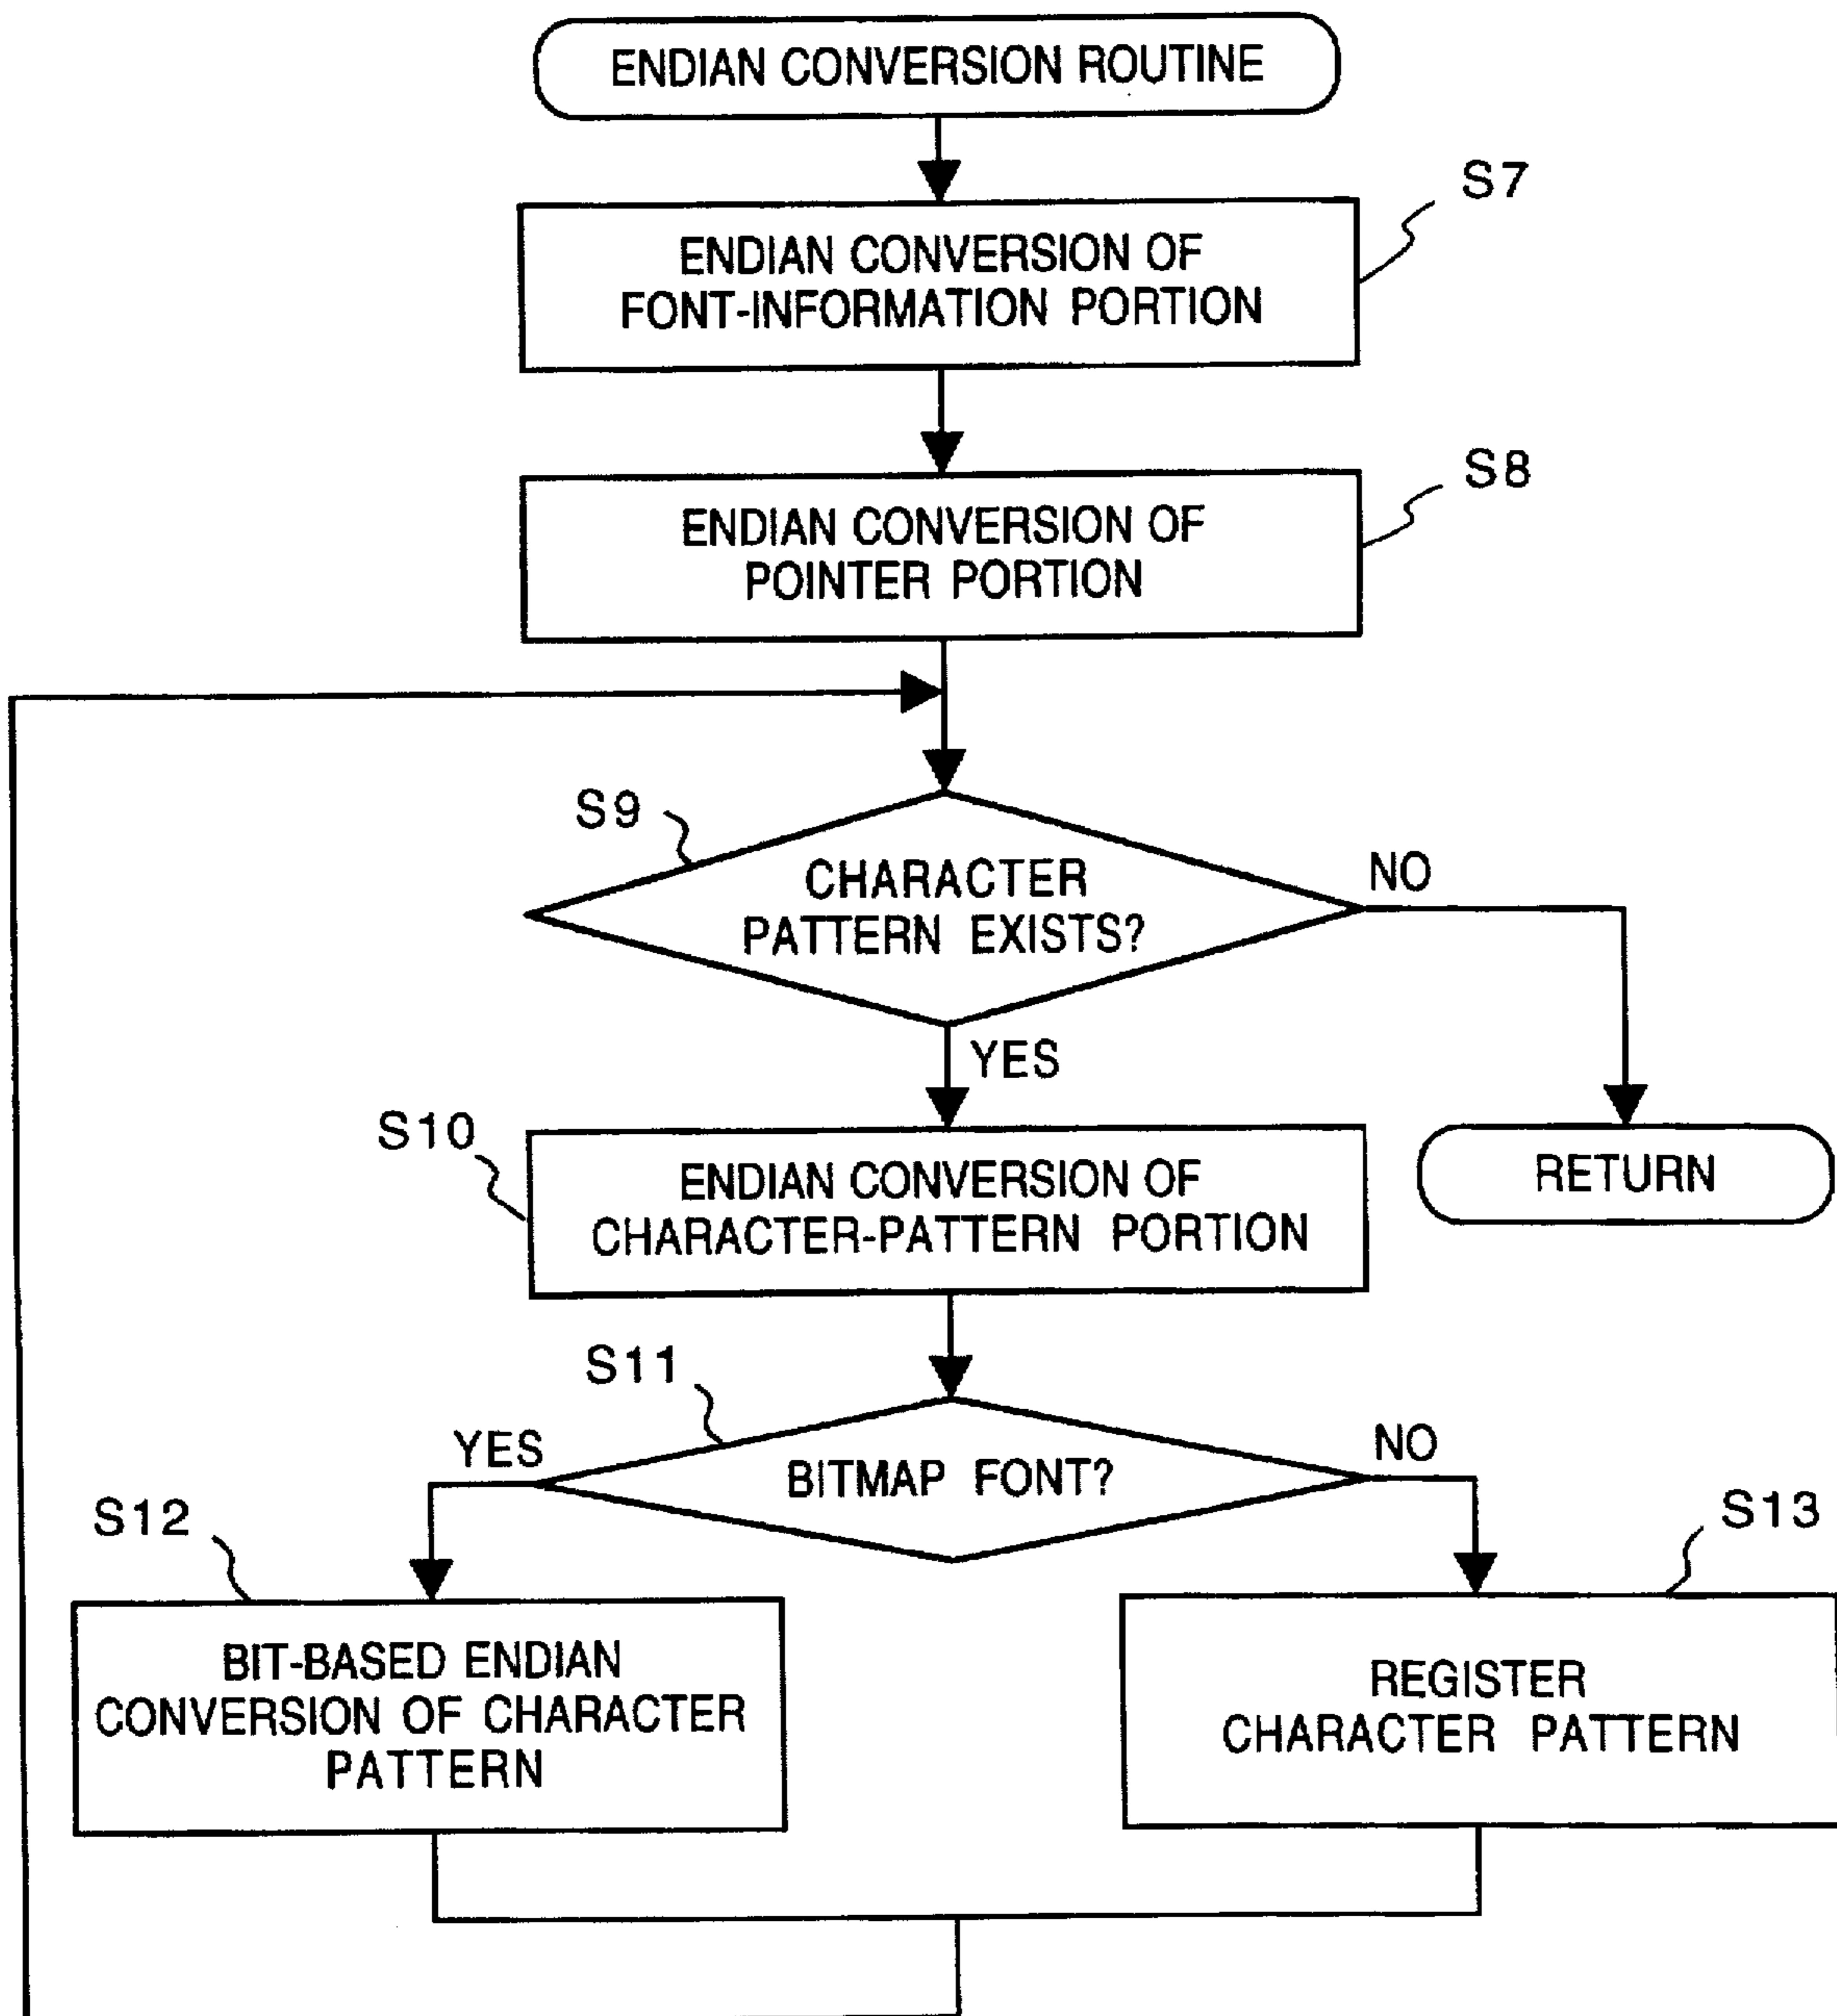 ENDIAN CONVERSION ROUTINE
S7
ENDIAN CONVERSION OF
FONT-INFORMATION PORTION
S8
ENDIAN CONVERSION OF
POINTER PORTION
S9
CHARACTER
PATTERN EXISTS?
NO
YES
S10
ENDIAN CONVERSION OF
CHARACTER-PATTERN PORTION
RETURN
S11
YES
BITMAP FONT?
NO
S12
S13
BIT-BASED ENDIAN
CONVERSION OF CHARACTER
PATTERN
REGISTER
CHARACTER PATTERN